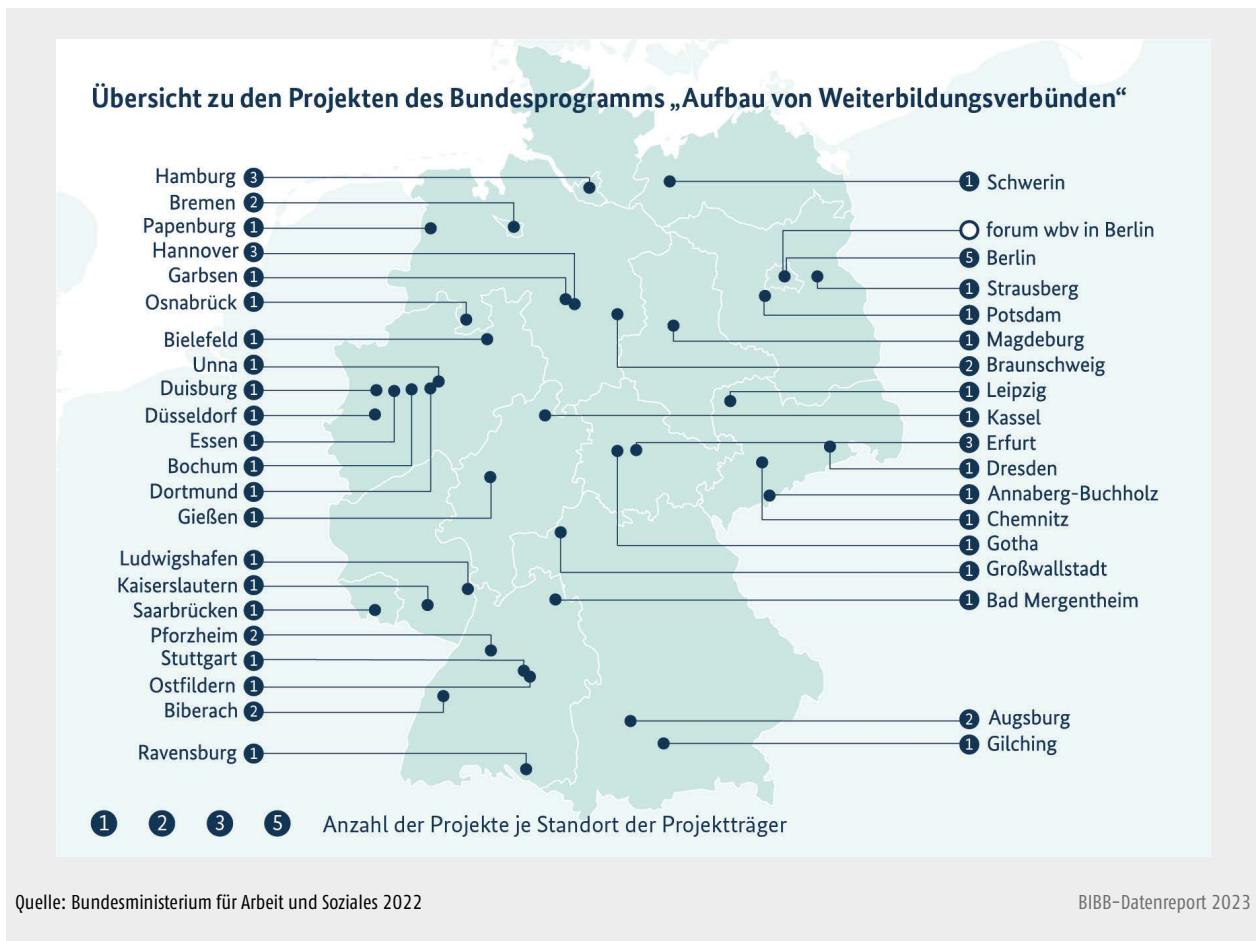 Übersicht zu den Projekten des Bundesprogramms „Aufbau von Weiterbildungsverbünden“
Hamburg 3
Bremen 2
Papenburg 1
Hannover 3
Garbsen 1
Osnabrück 1
Bielefeld 1
Unna 1
Duisburg 1
Düsseldorf 1
Essen 1
Bochum 1
Dortmund 1
Gießen 1
Ludwigshafen 1
Kaiserslautern 1
Saarbrücken 1
Pforzheim 2
Stuttgart 1
Ostfildern 1
Biberach 2
Ravensburg 1
1 Schwerin
forum wbv in Berlin
5 Berlin
1 Strausberg
1 Potsdam
1 Magdeburg
2 Braunschweig
1 Leipzig
1 Kassel
3 Erfurt
1 Dresden
1 Annaberg-Buchholz
1 Chemnitz
1 Gotha
1 Großwallstadt
1 Bad Mergentheim
2 Augsburg
1 Gilching
1 2 3 5 Anzahl der Projekte je Standort der Projektträger
Quelle: Bundesministerium für Arbeit und Soziales 2022
BIBB-Datenreport 2023